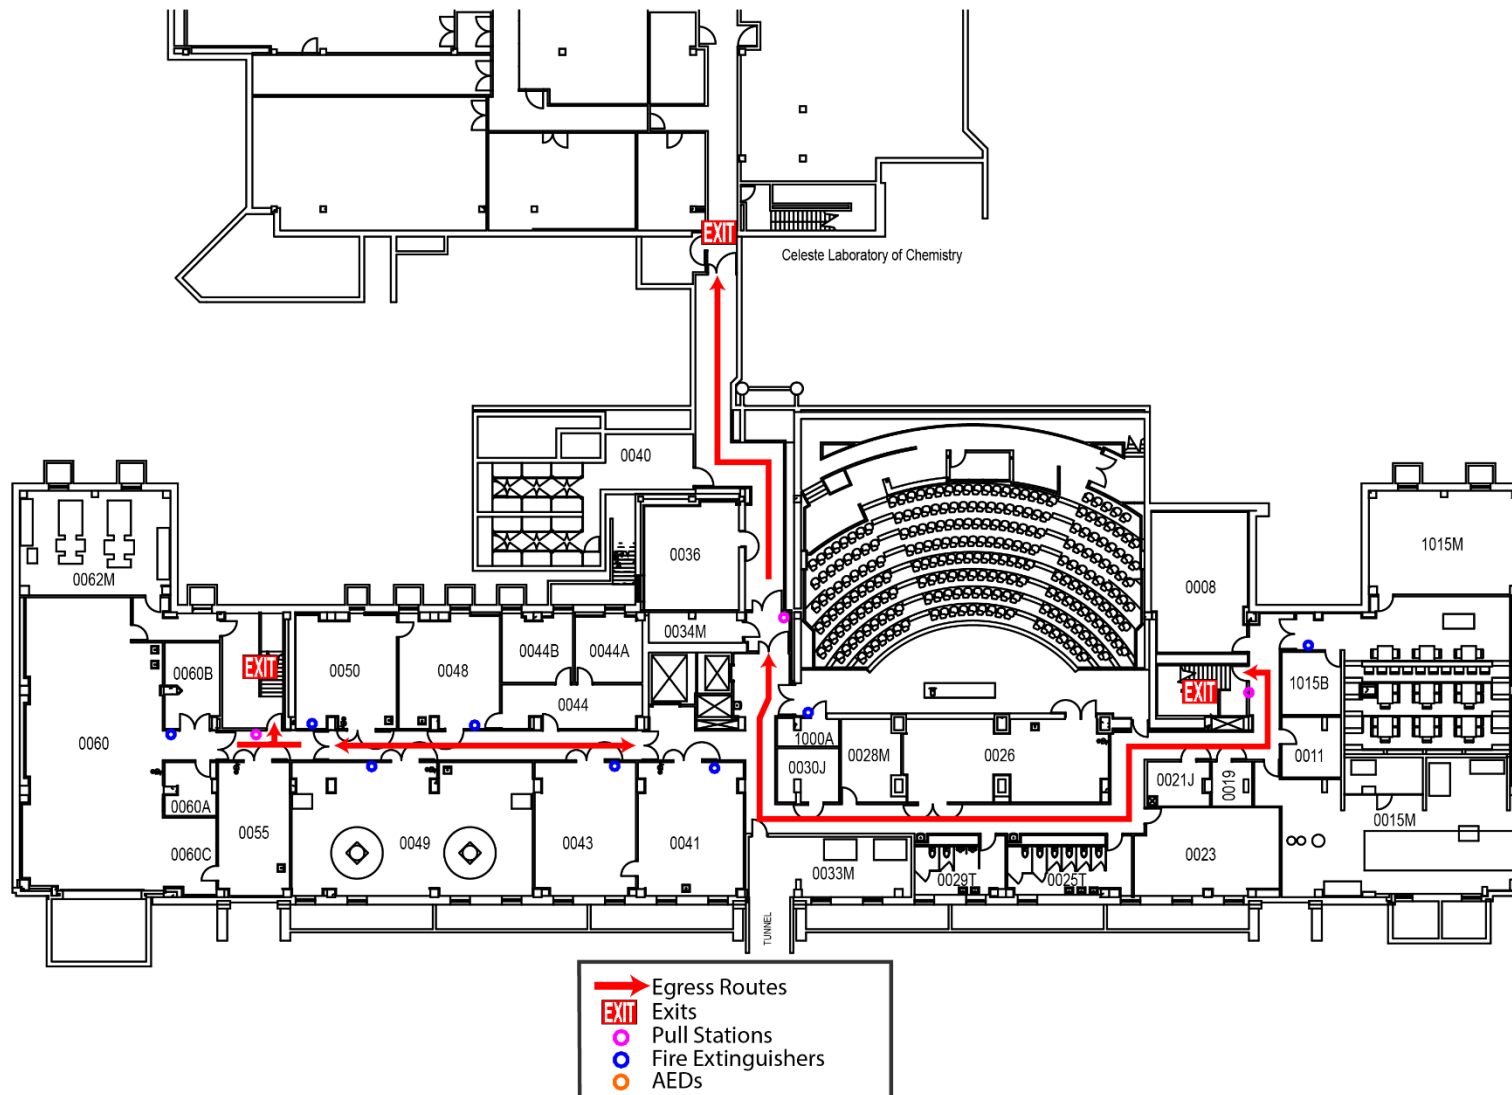 EXIT
Celeste Laboratory of Chemistry
0040
0036
1015M
0062M
0008
0034M
0044B
0044A
0060B
EXIT
0050
0048
1015B
EXIT
0044
1000A
0060
0028M
0026
0011
0030J
0021J
0019
0060A
0055
0049
0043
0041
0015M
0060C
0023
0033M
0029T
0025T
TUNNEL
Egress Routes
EXIT Exits
Pull Stations
Fire Extinguishers
AEDs